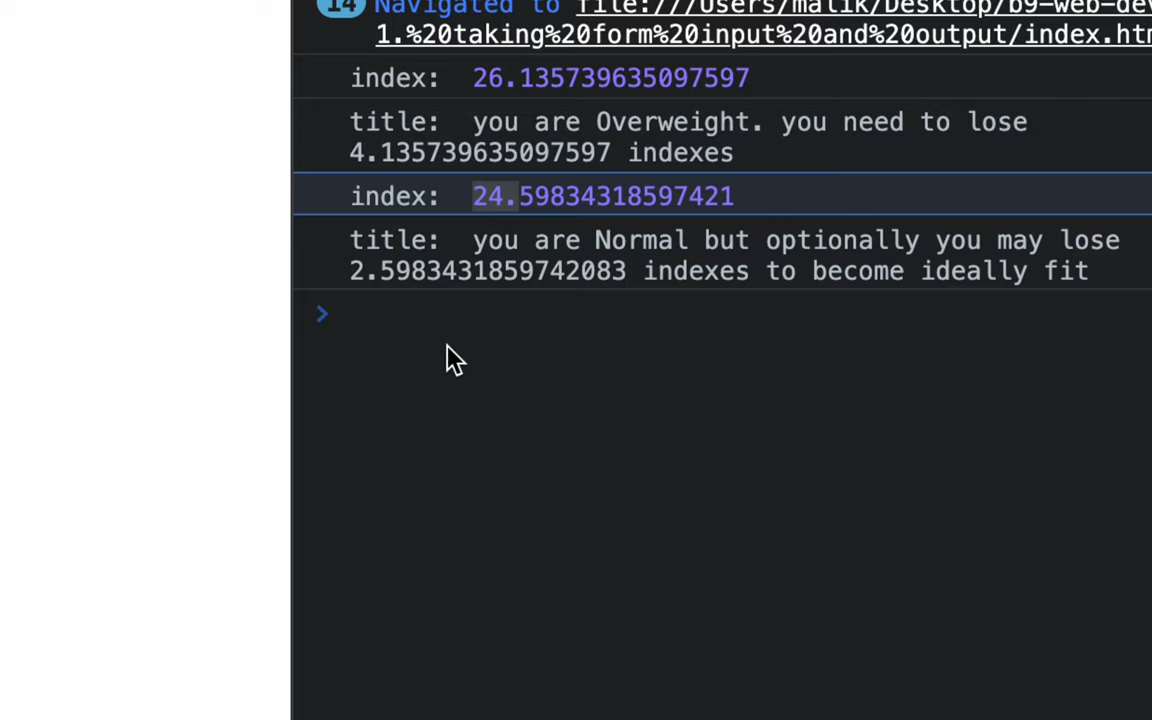 14 Navigated to file:///Users/malik/Desktop/b9-web-dev
1.%20taking%20form%20input%20and%20output/index.htm
index: 26.135739635097597
title: you are Overweight. you need to lose
4.135739635097597 indexes
index: 24.59834318597421
title: you are Normal but optionally you may lose
2.5983431859742083 indexes to become ideally fit
>